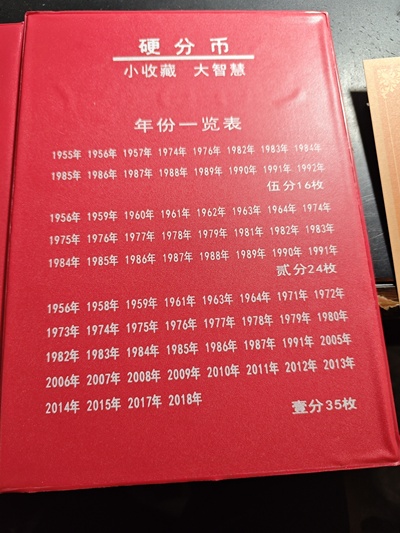 硬分币
小收藏 大智慧
年份一览表
1955年 1956年 1957年 1974年 1976年 1982年 1983年 1984年
1985年 1986年 1987年 1988年 1989年 1990年 1991年 1992年
伍分16枚
1956年 1959年 1960年 1961年 1962年 1963年 1964年 1974年
1975年 1976年 1977年 1978年 1979年 1981年 1982年 1983年
1984年 1985年 1986年 1987年 1988年 1989年 1990年 1991年
贰分24枚
1956年 1958年 1959年 1961年 1963年 1964年 1971年 1972年
1973年 1974年 1975年 1976年 1977年 1978年 1979年 1980年
1982年 1983年 1984年 1985年 1986年 1987年 1991年 2005年
2006年 2007年 2008年 2009年 2010年 2011年 2012年 2013年
2014年 2015年 2017年 2018年
壹分35枚